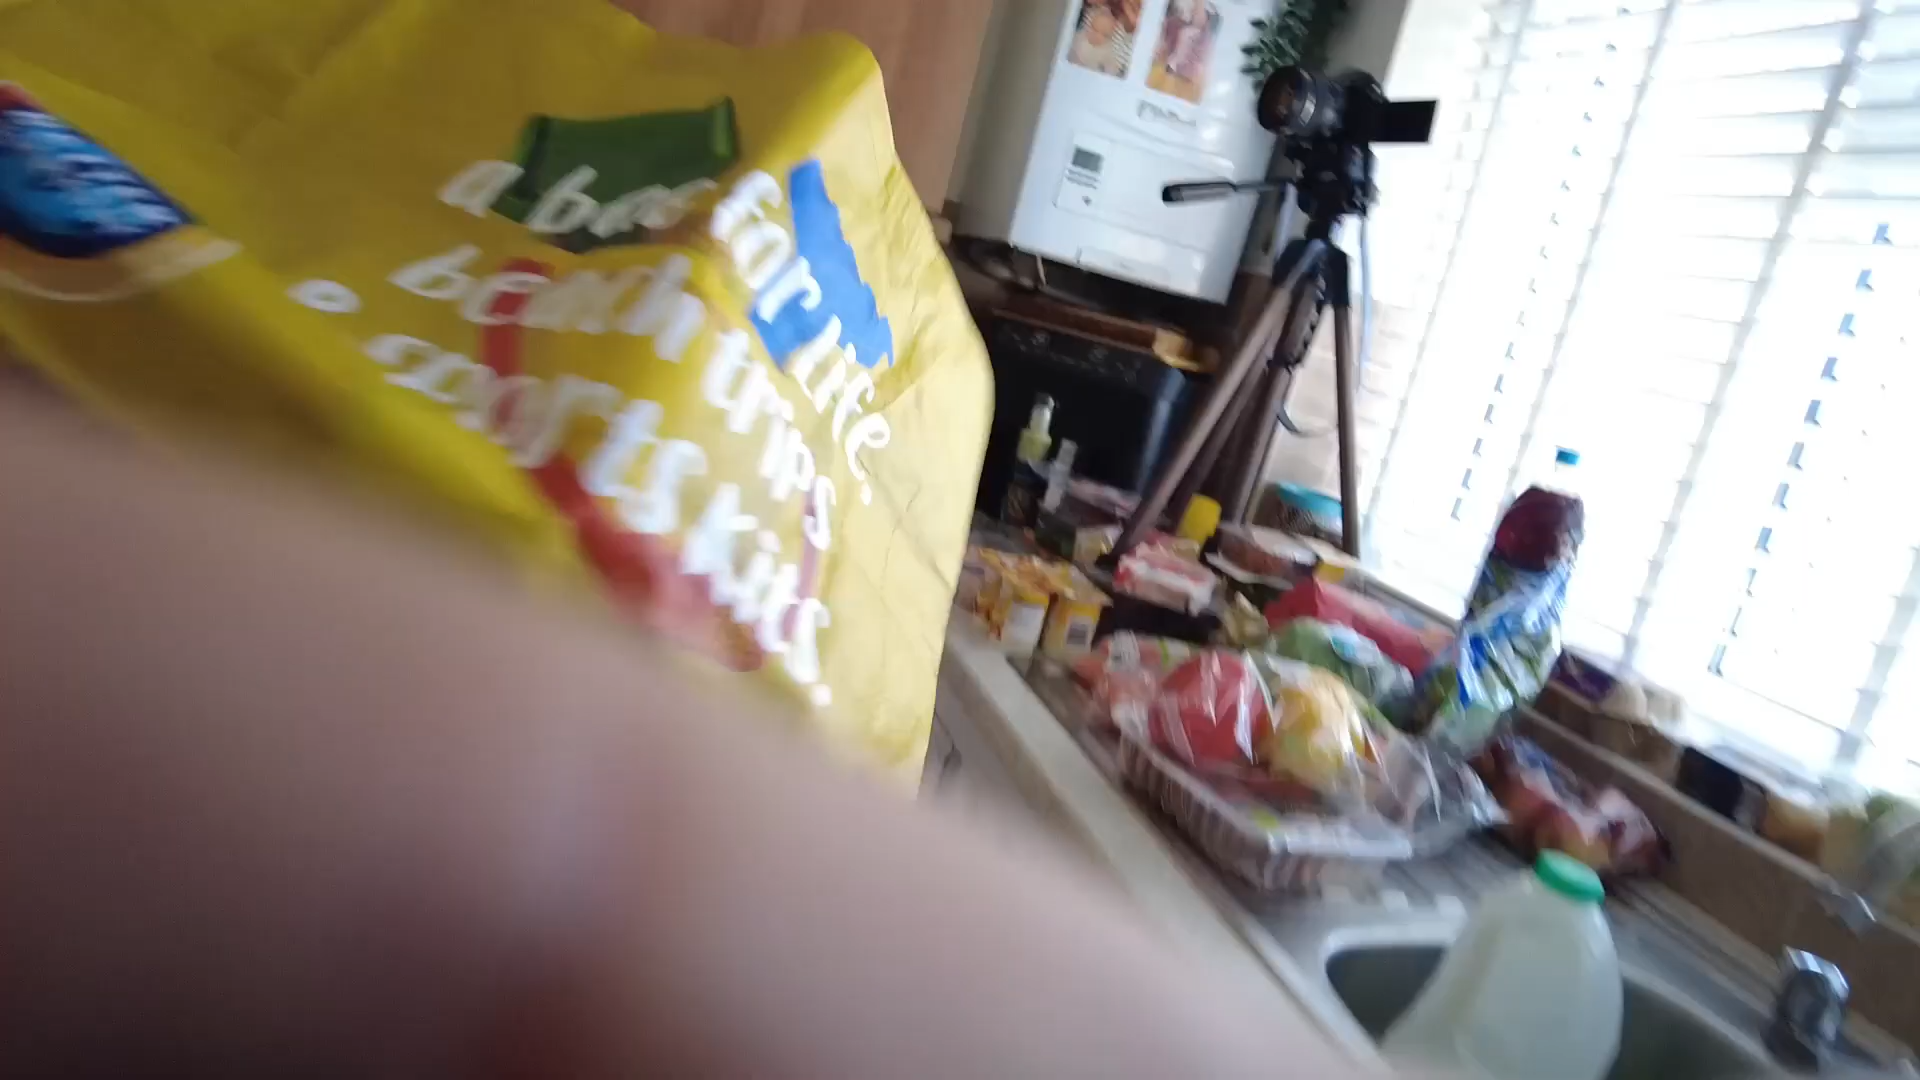 a bag for life.
beach trips
sports kits.